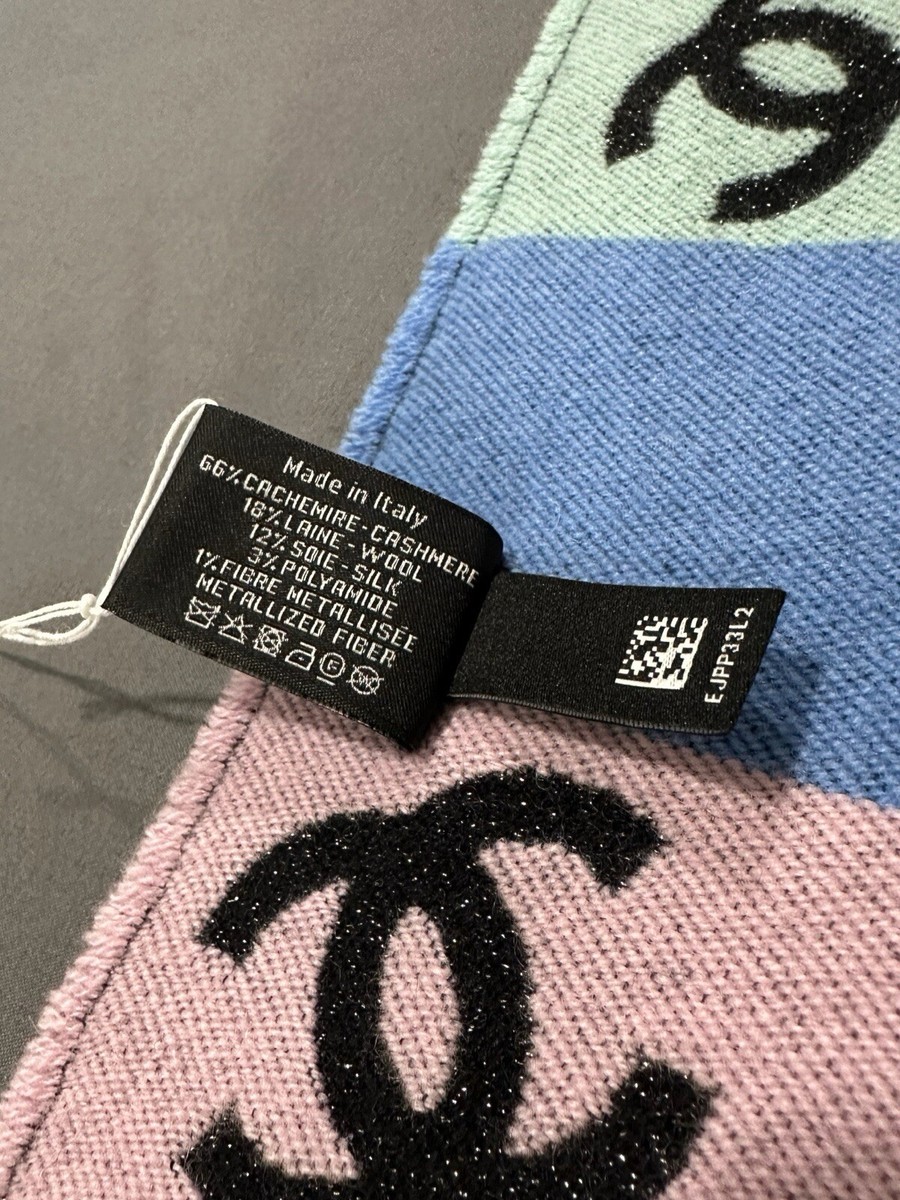 Made in Italy
66%CACHEMIRE-CASHMERE
18%LAINE-WOOL
12%SOIE-SILK
3%POLYAMIDE
1%FIBRE METALLISÉE
METALLIZED FIBER
EJPP33L2